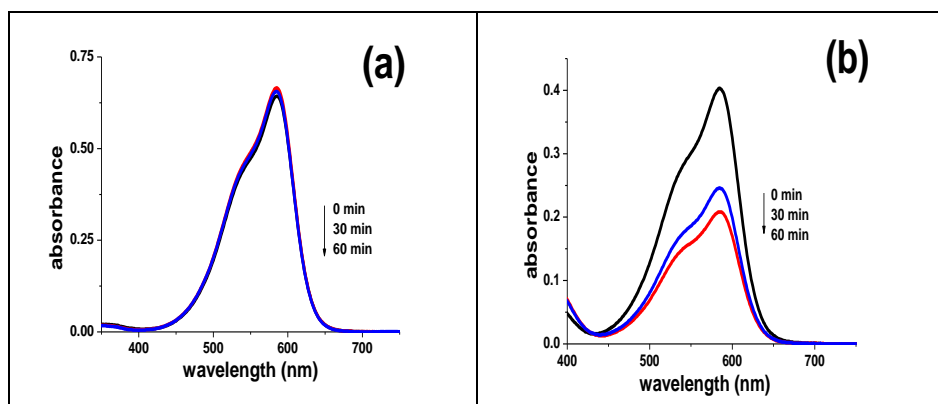 (a)
0.75
0.50
0.25
0.00
absorbance
0 min
30 min
60 min
400 500 600 700
wavelength (nm)
(b)
0.4
0.3
0.2
0.1
0.0
absorbance
0 min
30 min
60 min
400 500 600 700
wavelength (nm)